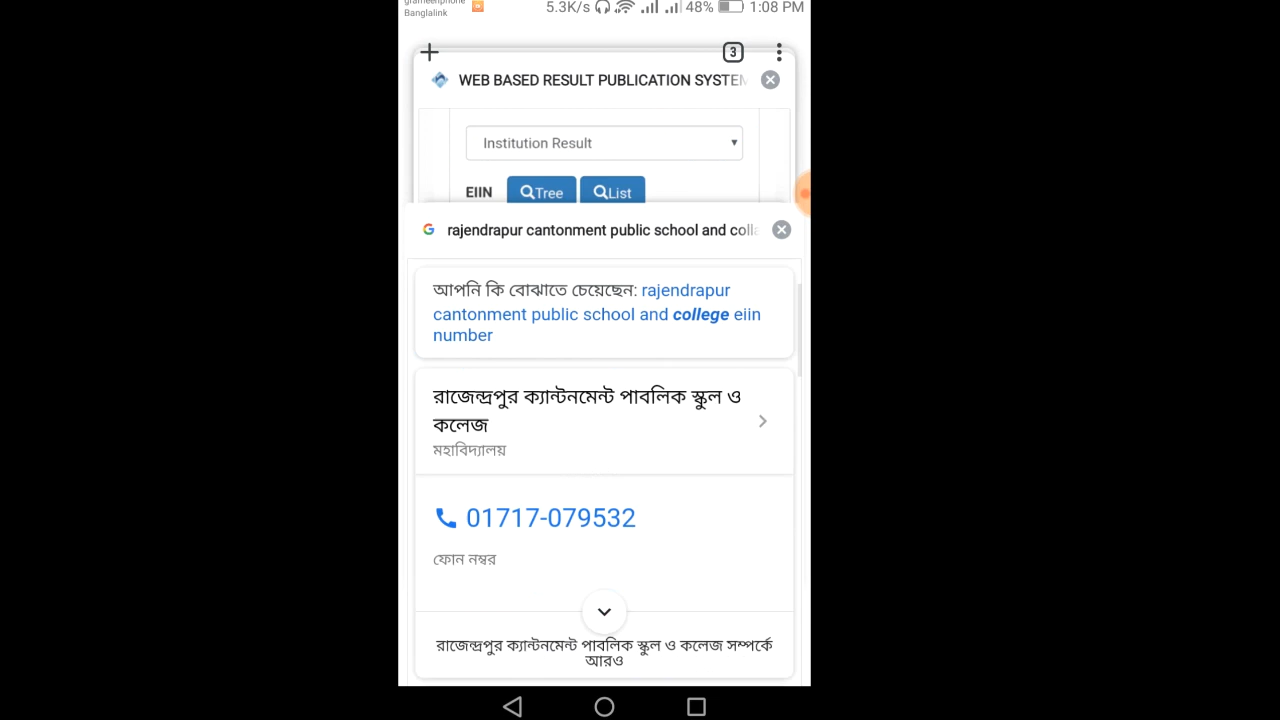 grameenphone
Banglalink
5.3K/s 48% 1:08 PM
3
WEB BASED RESULT PUBLICATION SYSTEM
Institution Result
EIIN Tree List
rajendrapur cantonment public school and colla
আপনি কি বোঝাতে চেয়েছেন: rajendrapur
cantonment public school and college eiin
number
রাজেন্দ্রপুর ক্যান্টনমেন্ট পাবলিক স্কুল ও
কলেজ
মহাবিদ্যালয়
01717-079532
ফোন নম্বর
রাজেন্দ্রপুর ক্যান্টনমেন্ট পাবলিক স্কুল ও কলেজ সম্পর্কে
আরও